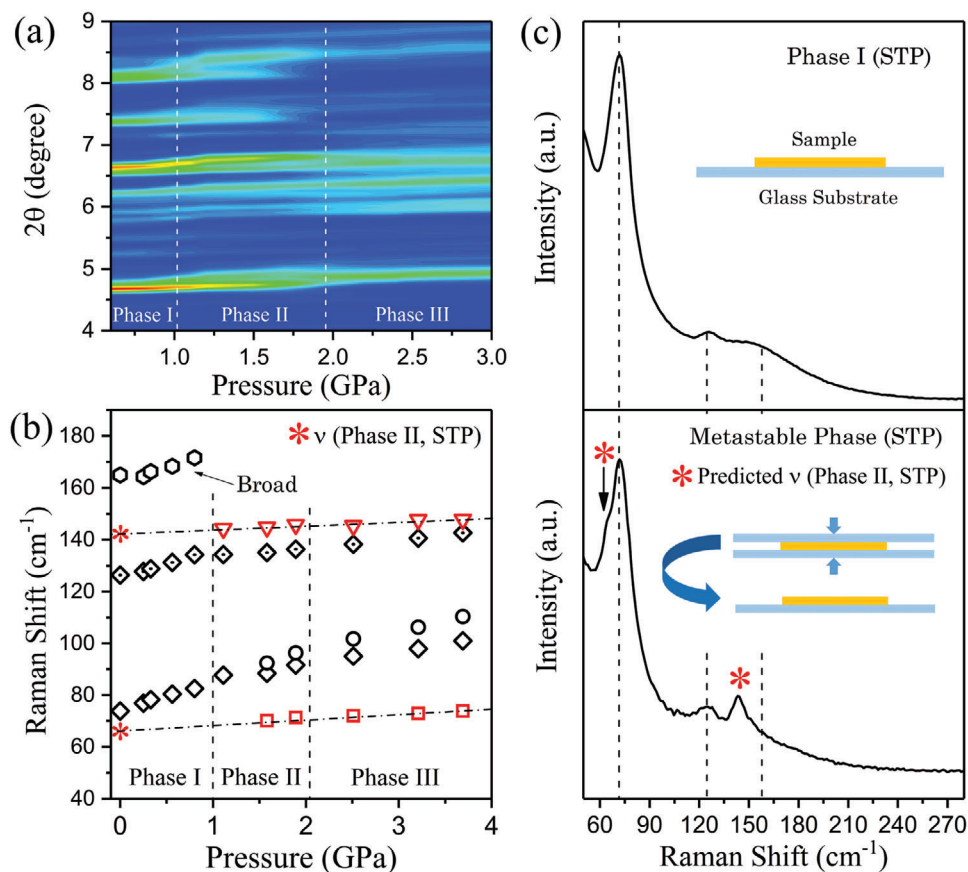 (a)
9
8
7
6
5
4
2θ (degree)
Phase I
Phase II
Phase III
1.0
1.5
2.0
2.5
3.0
Pressure (GPa)
(b)
180
160
140
120
100
80
60
40
Raman Shift (cm-1)
* ν (Phase II, STP)
Broad
Phase I
Phase II
Phase III
0
1
2
3
4
Pressure (GPa)
(c)
Phase I (STP)
Sample
Glass Substrate
Intensity (a.u.)
Metastable Phase (STP)
* Predicted ν (Phase II, STP)
Intensity (a.u.)
60
90
120
150
180
210
240
270
Raman Shift (cm-1)